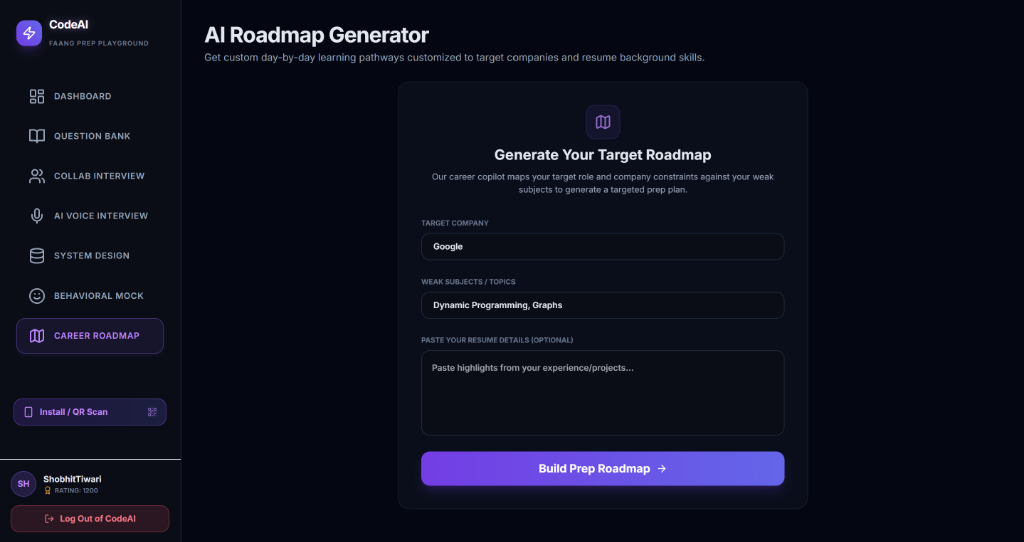 CodeAI
FAANG PREP PLAYGROUND
DASHBOARD
QUESTION BANK
COLLAB INTERVIEW
AI VOICE INTERVIEW
SYSTEM DESIGN
BEHAVIORAL MOCK
CAREER ROADMAP
Install / QR Scan
SH
ShobhitTiwari
RATING: 1200
Log Out of CodeAI
AI Roadmap Generator
Get custom day-by-day learning pathways customized to target companies and resume background skills.
Generate Your Target Roadmap
Our career copilot maps your target role and company constraints against your weak
subjects to generate a targeted prep plan.
TARGET COMPANY
Google
WEAK SUBJECTS / TOPICS
Dynamic Programming, Graphs
PASTE YOUR RESUME DETAILS (OPTIONAL)
Paste highlights from your experience/projects...
Build Prep Roadmap →